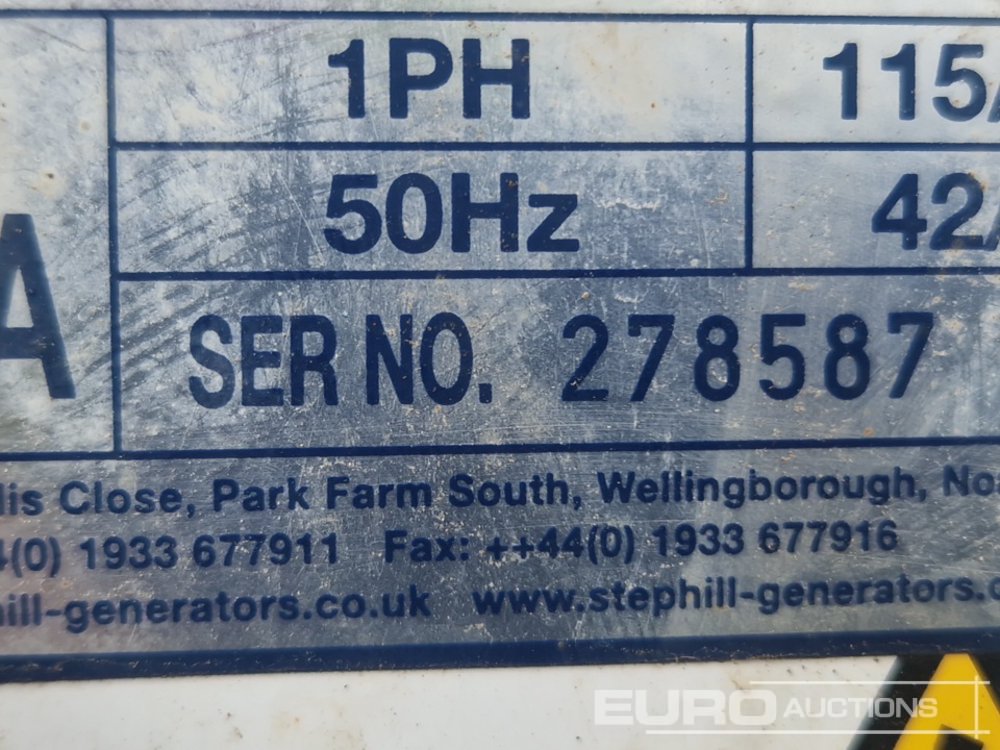 1PH 115/
50Hz 42/
A
SER NO. 278587
Close, Park Farm South, Wellingborough,
4(0) 1933 677911 Fax: ++44(0) 1933 677916
hill-generators.co.uk www.stephill-generators.c
EURO AUCTIONS